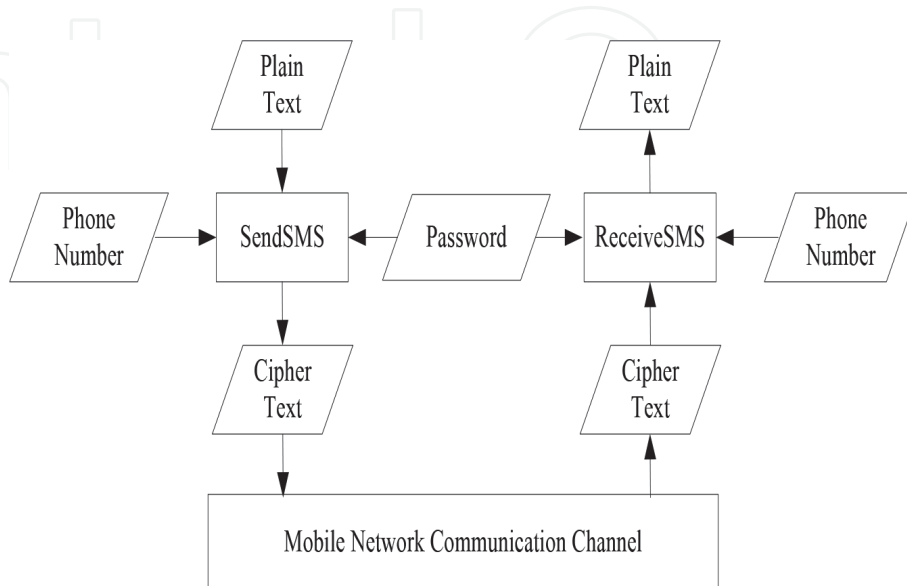 Plain
Text
Plain
Text
Phone
Number
SendSMS
Password
ReceiveSMS
Phone
Number
Cipher
Text
Cipher
Text
Mobile Network Communication Channel